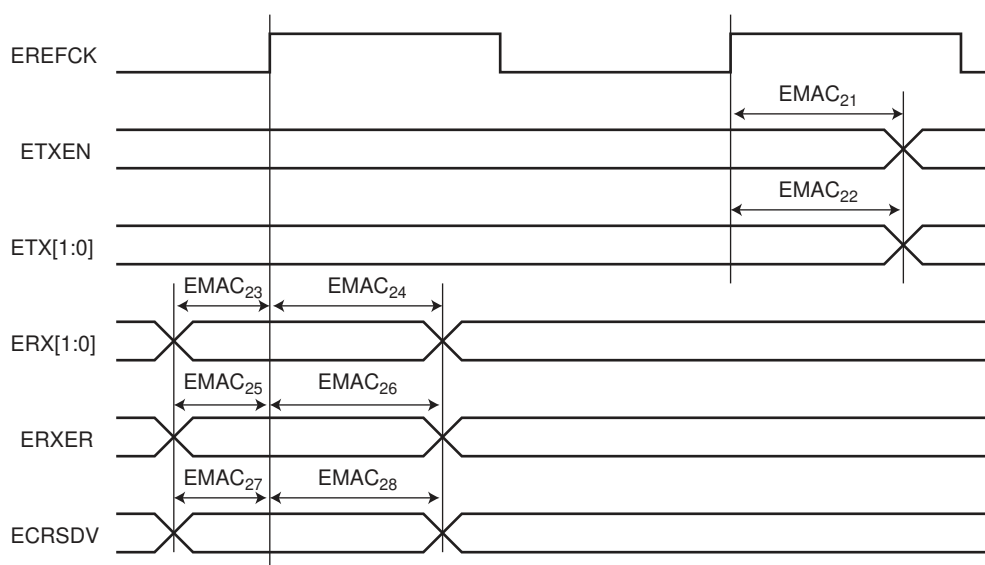 EREFCK
EMAC21
ETXEN
EMAC22
ETX[1:0]
EMAC23 EMAC24
ERX[1:0]
EMAC25 EMAC26
ERXER
EMAC27 EMAC28
ECRSDV